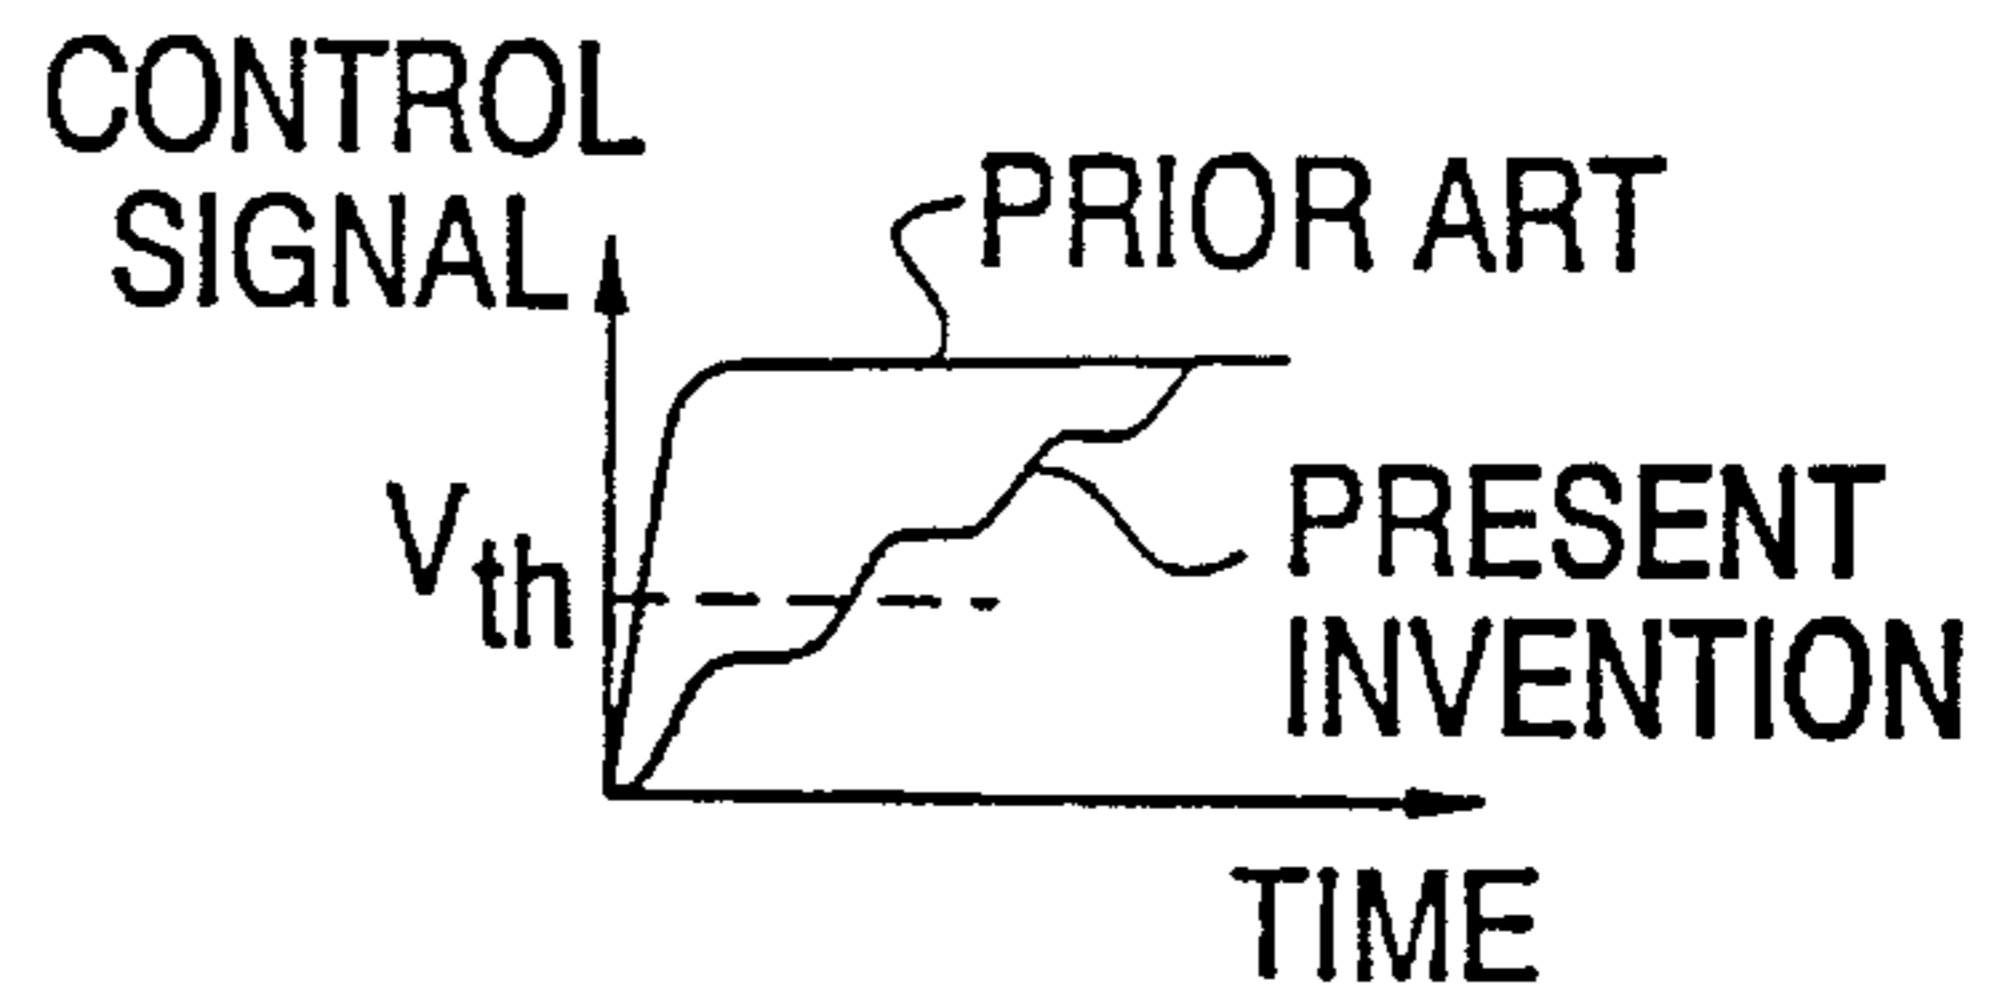 CONTROL
SIGNAL
PRIOR ART
Vth
PRESENT
INVENTION
TIME